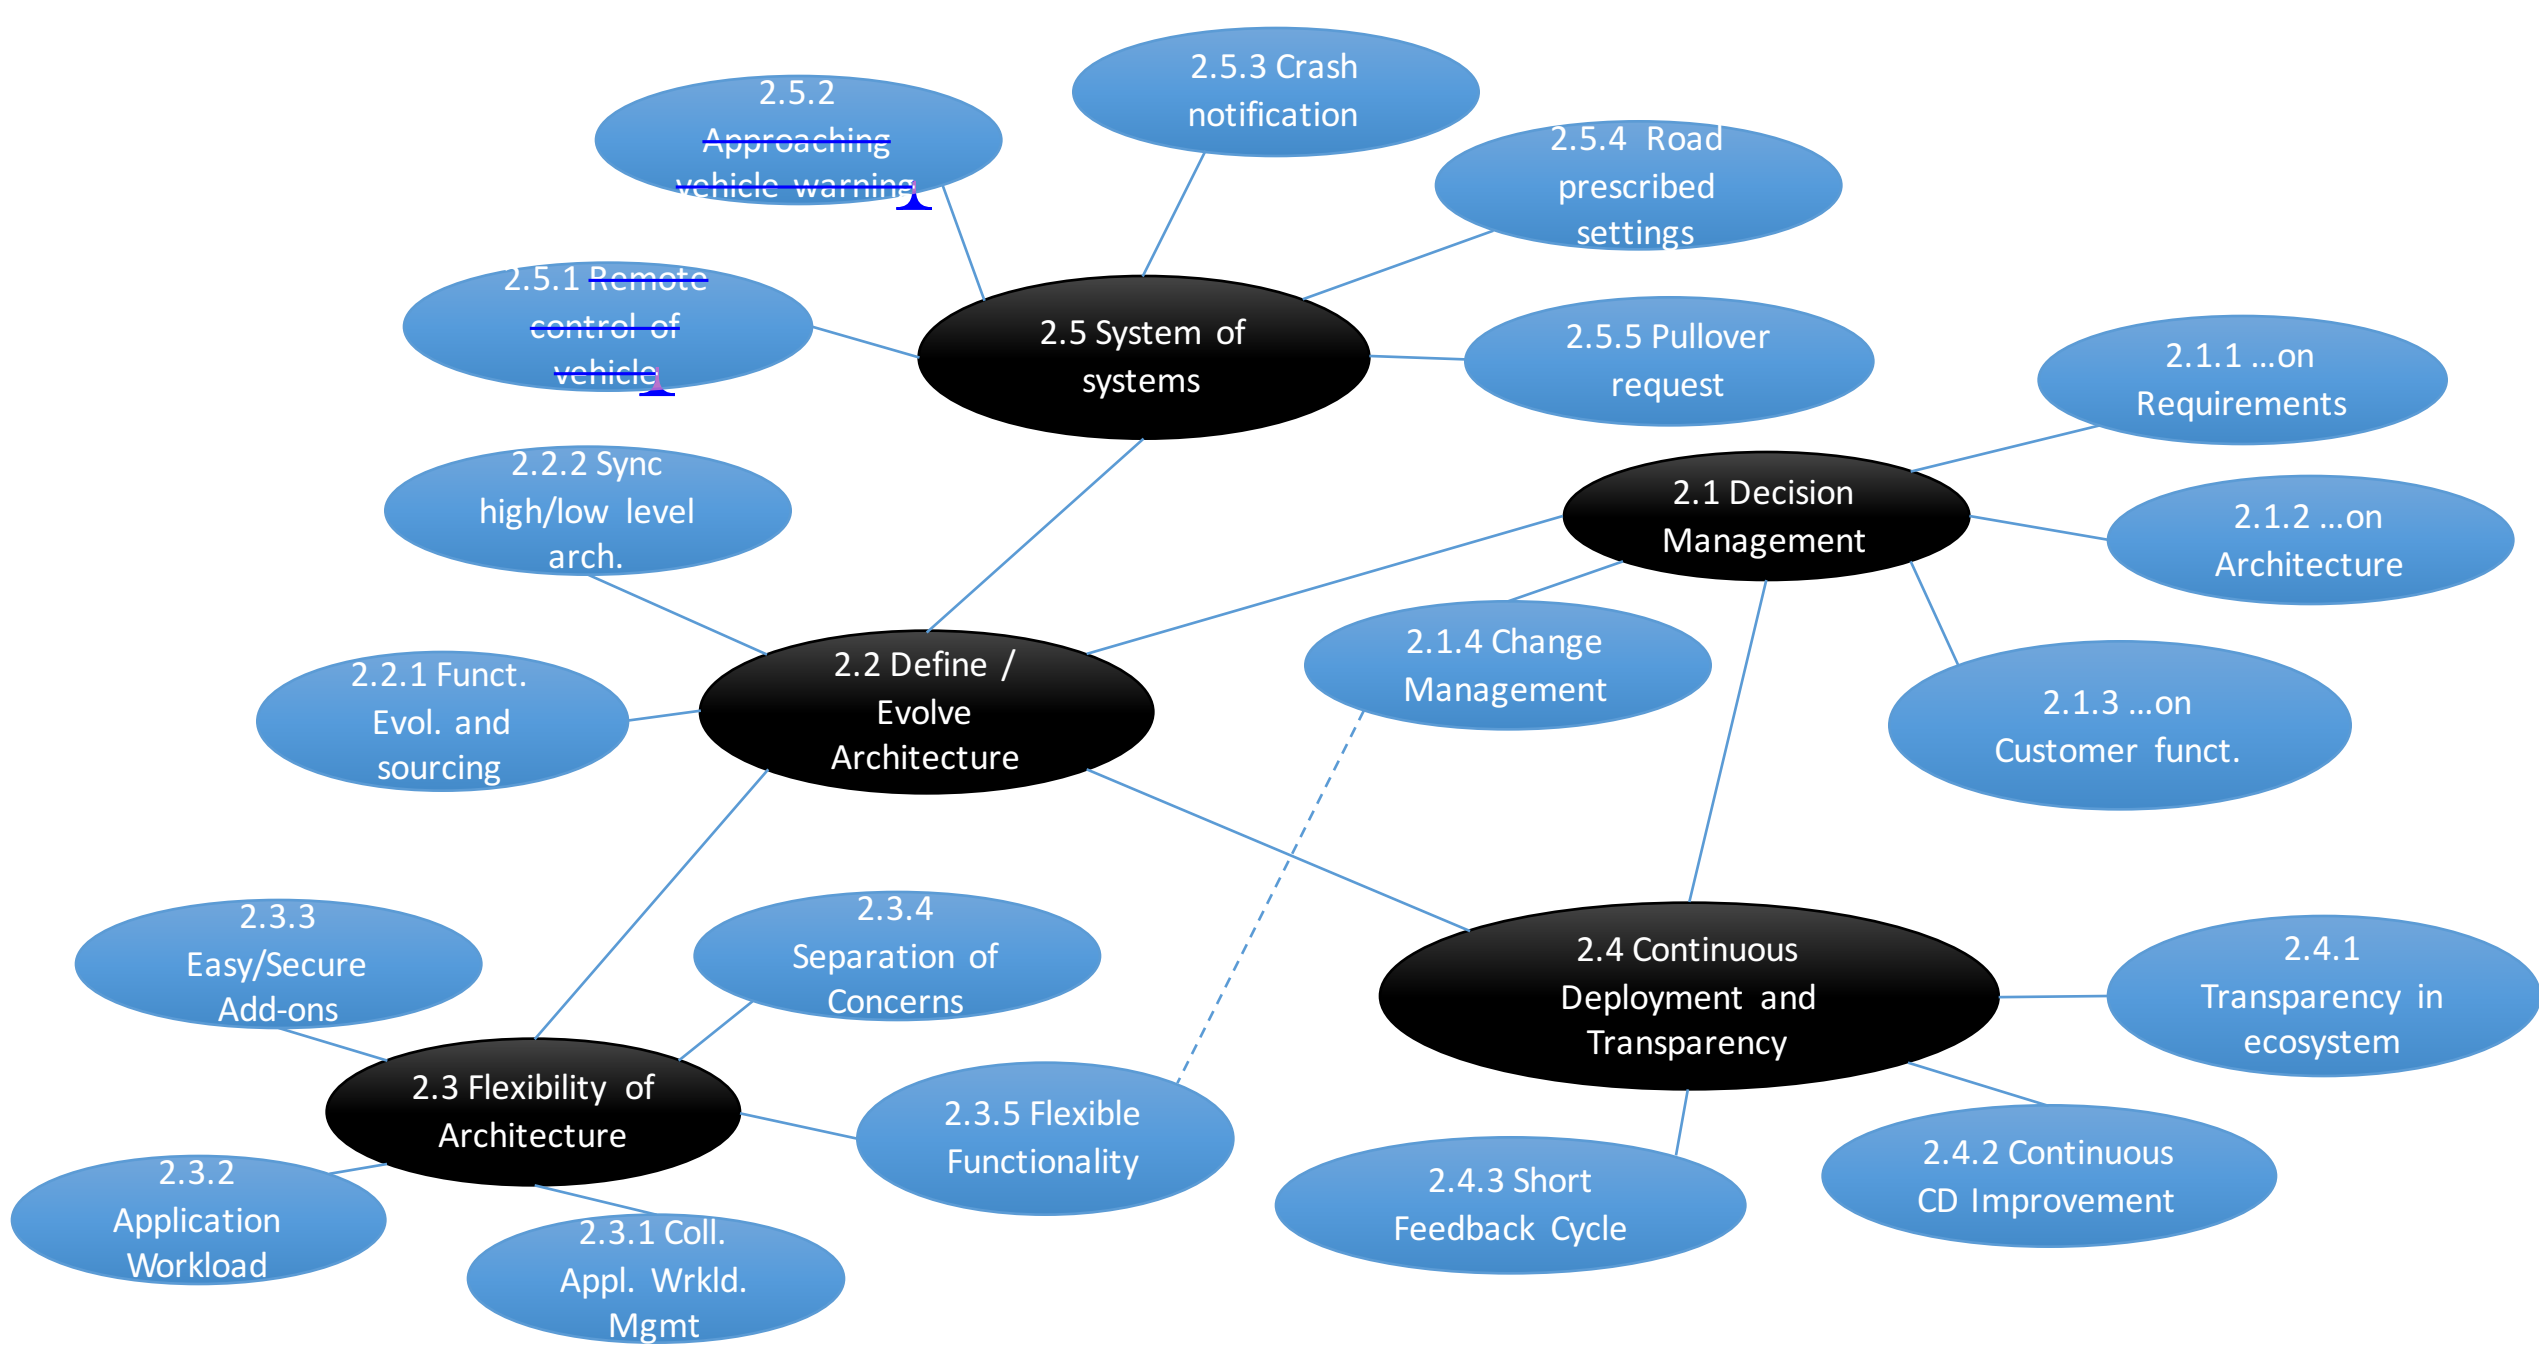 2.5.3 Crash
notification
2.5.2
Approaching
vehicle warning
2.5.4 Road
prescribed
settings
2.5.1 Remote
control of
vehicle
2.5 System of
systems
2.5.5 Pullover
request
2.1.1 ...on
Requirements
2.2.2 Sync
high/low level
arch.
2.1 Decision
Management
2.1.2 ...on
Architecture
2.2.1 Funct.
Evol. and
sourcing
2.2 Define /
Evolve
Architecture
2.1.4 Change
Management
2.1.3 ...on
Customer funct.
2.3.3
Easy/Secure
Add-ons
2.3.4
Separation of
Concerns
2.4 Continuous
Deployment and
Transparency
2.4.1
Transparency in
ecosystem
2.3 Flexibility of
Architecture
2.3.5 Flexible
Functionality
2.3.2
Application
Workload
2.3.1 Coll.
Appl. Wrkld.
Mgmt
2.4.3 Short
Feedback Cycle
2.4.2 Continuous
CD Improvement